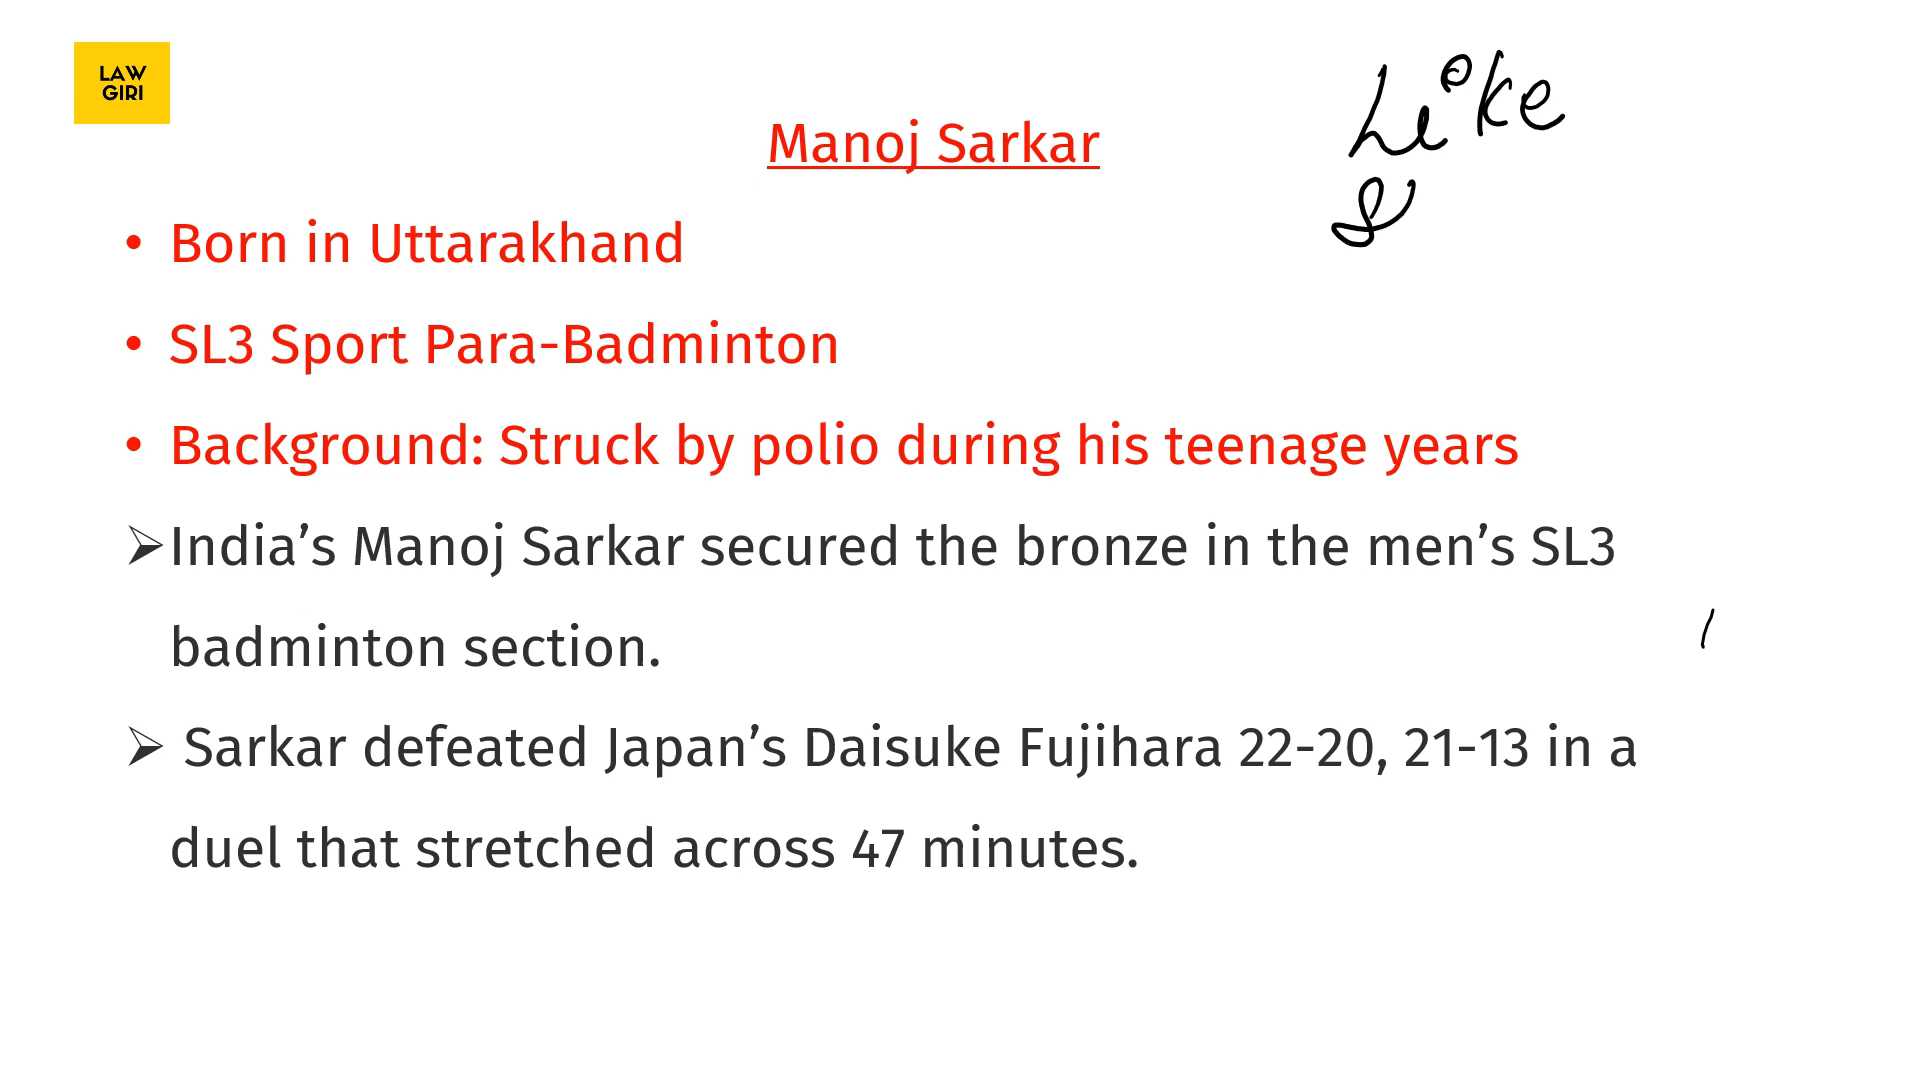 LAW
GIRI
Like
&
Manoj Sarkar
• Born in Uttarakhand
• SL3 Sport Para-Badminton
• Background: Struck by polio during his teenage years
➢India’s Manoj Sarkar secured the bronze in the men’s SL3
badminton section.
➢ Sarkar defeated Japan’s Daisuke Fujihara 22-20, 21-13 in a
duel that stretched across 47 minutes.